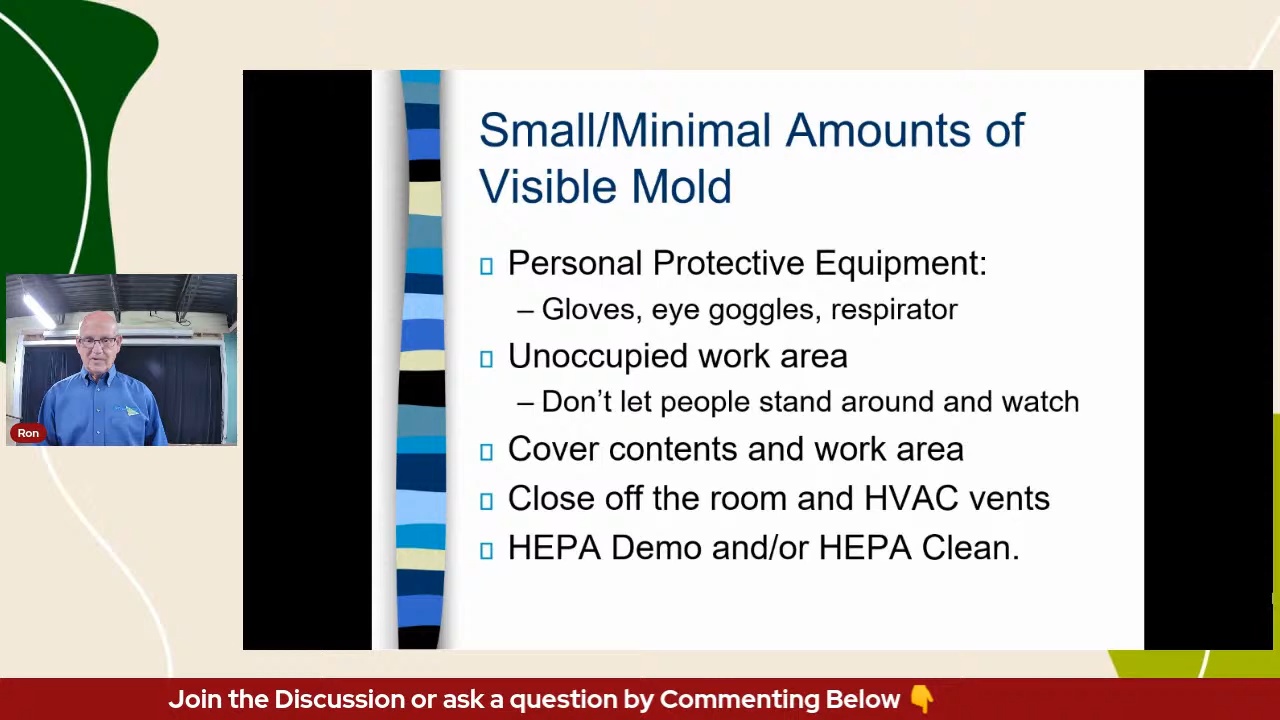 Small/Minimal Amounts of
Visible Mold
Personal Protective Equipment:
– Gloves, eye goggles, respirator
Unoccupied work area
– Don’t let people stand around and watch
Cover contents and work area
Close off the room and HVAC vents
HEPA Demo and/or HEPA Clean.
Ron
Join the Discussion or ask a question by Commenting Below 👇